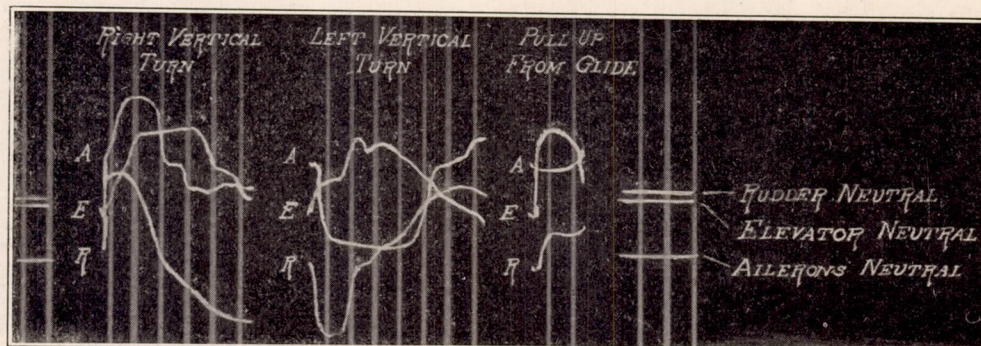 RIGHT VERTICAL
TURN
LEFT VERTICAL
TURN
PULL UP
FROM GLIDE
A
E
R
A
E
R
A
E
R
RUDDER NEUTRAL
ELEVATOR NEUTRAL
AILERONS NEUTRAL